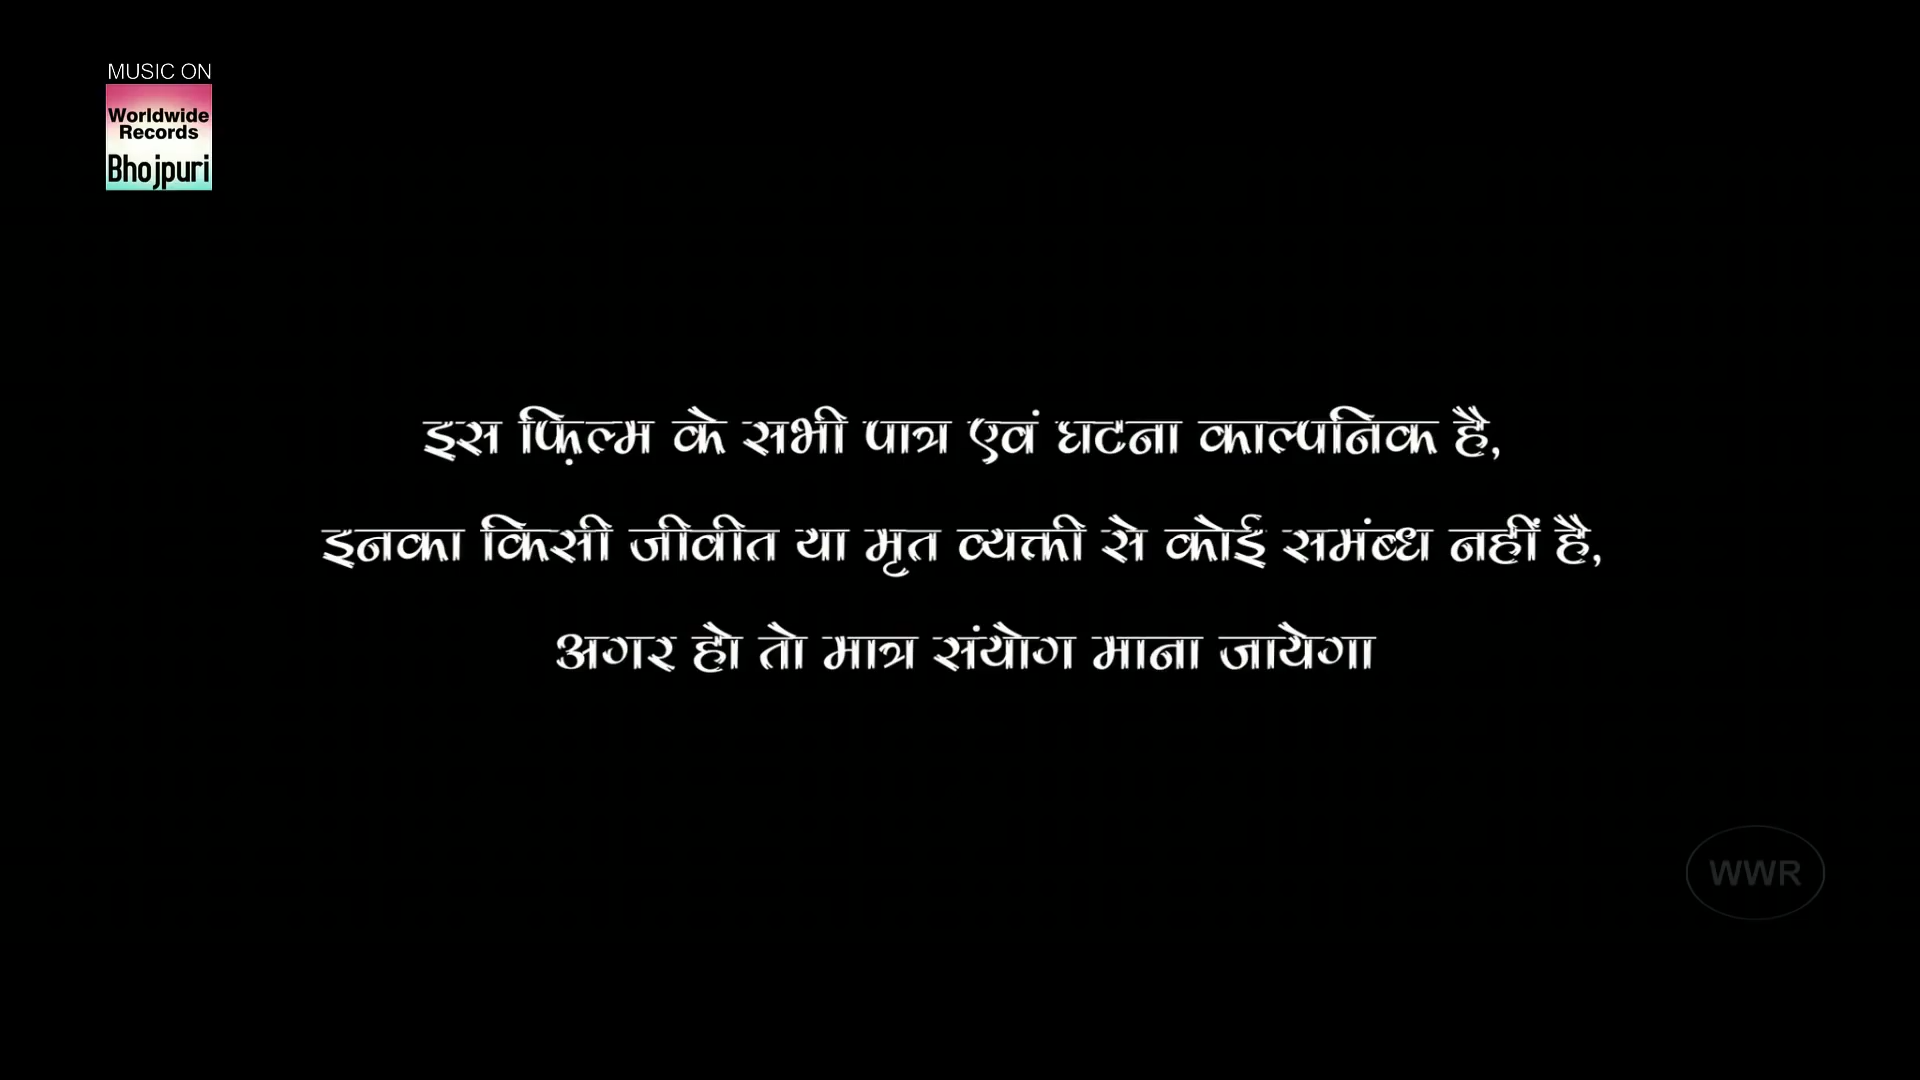 MUSIC ON
Worldwide
Records
Bhojpuri
इस फ़िल्म के सभी पात्र एवं घटना काल्पनिक है,
इनका किसी जीवीत या मृत व्यक्ती से कोई समंब्ध नहीं है,
अगर हो तो मात्र संयोग माना जायेगा
WWR